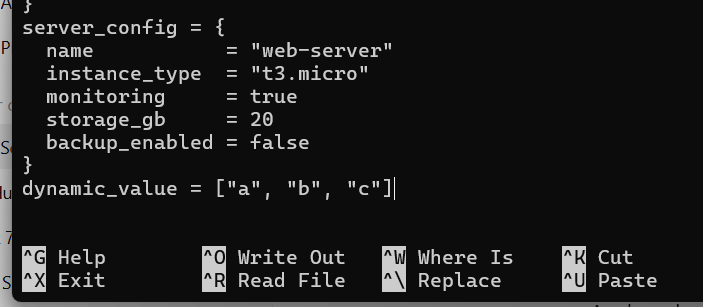 }
server_config = {
  name           = "web-server"
  instance_type  = "t3.micro"
  monitoring     = true
  storage_gb     = 20
  backup_enabled = false
}
dynamic_value = ["a", "b", "c"]
^G Help ^O Write Out ^W Where Is ^K Cut
^X Exit ^R Read File ^\ Replace ^U Paste